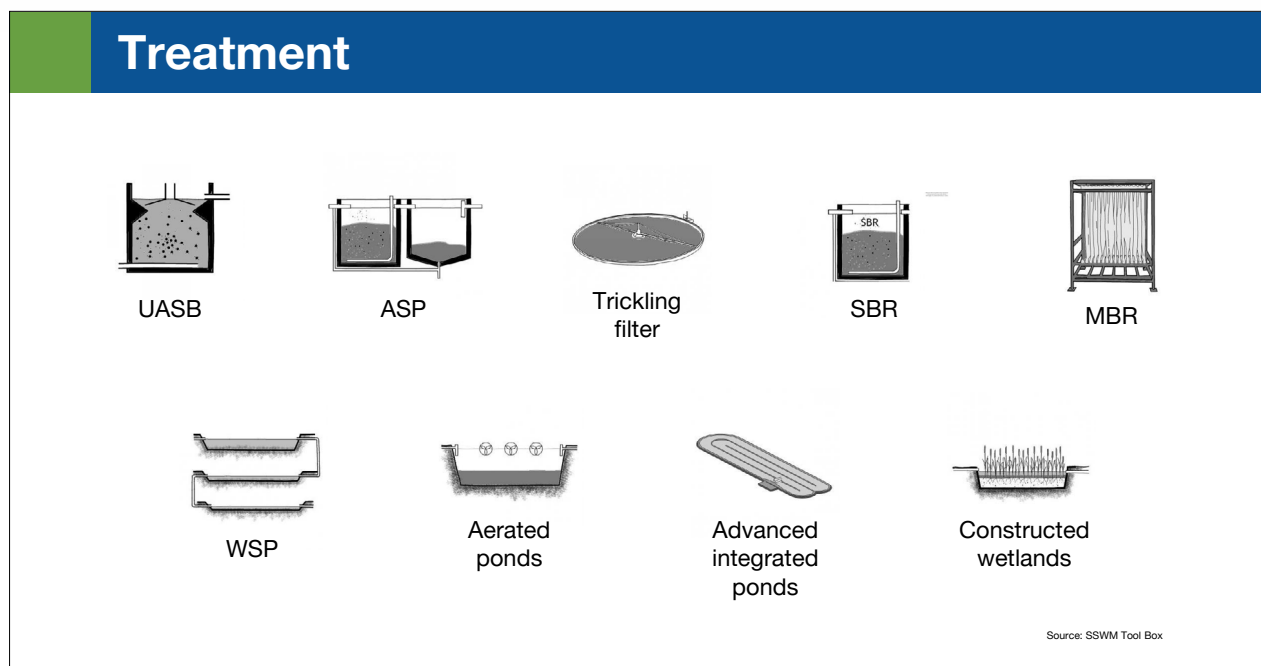 Treatment
SBR
UASB
ASP
Trickling
filter
SBR
MBR
WSP
Aerated
ponds
Advanced
integrated
ponds
Constructed
wetlands
Source: SSWM Tool Box